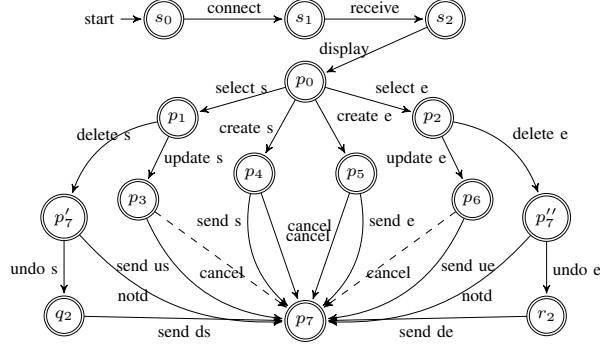 connect receive
start s₀ s₁ s₂
display
p₀
select s select e
p₁ p₂
create s create e
delete s delete e
update s update e
p₄ p₅
p₃ p₆
p₇′ send s cancel send e p₇″
cancel
undo s send us cancel cancel send ue undo e
notd notd
q₂ p₇ r₂
send ds send de